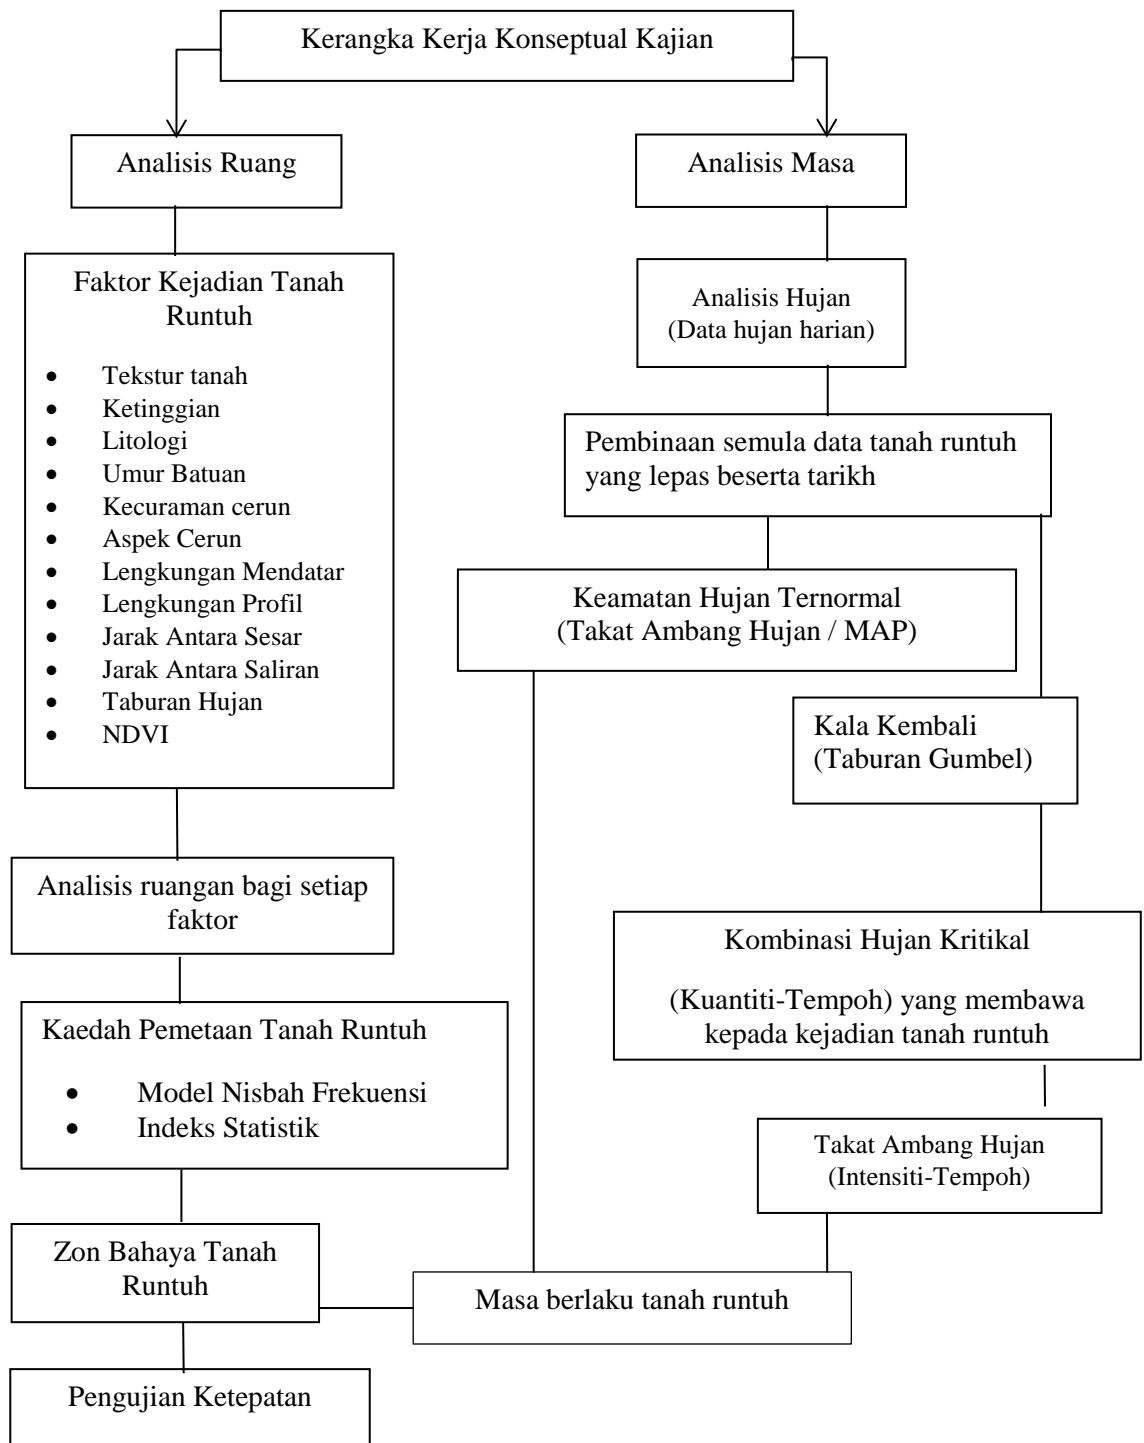 Kerangka Kerja Konseptual Kajian
Analisis Ruang
Analisis Masa
Faktor Kejadian Tanah
Runtuh
• Tekstur tanah
• Ketinggian
• Litologi
• Umur Batuan
• Kecuraman cerun
• Aspek Cerun
• Lengkungan Mendatar
• Lengkungan Profil
• Jarak Antara Sesar
• Jarak Antara Saliran
• Taburan Hujan
• NDVI
Analisis Hujan
(Data hujan harian)
Pembinaan semula data tanah runtuh
yang lepas beserta tarikh
Keamatan Hujan Ternormal
(Takat Ambang Hujan / MAP)
Kala Kembali
(Taburan Gumbel)
Analisis ruangan bagi setiap
faktor
Kombinasi Hujan Kritikal
(Kuantiti-Tempoh) yang membawa
kepada kejadian tanah runtuh
Kaedah Pemetaan Tanah Runtuh
• Model Nisbah Frekuensi
• Indeks Statistik
Takat Ambang Hujan
(Intensiti-Tempoh)
Zon Bahaya Tanah
Runtuh
Masa berlaku tanah runtuh
Pengujian Ketepatan